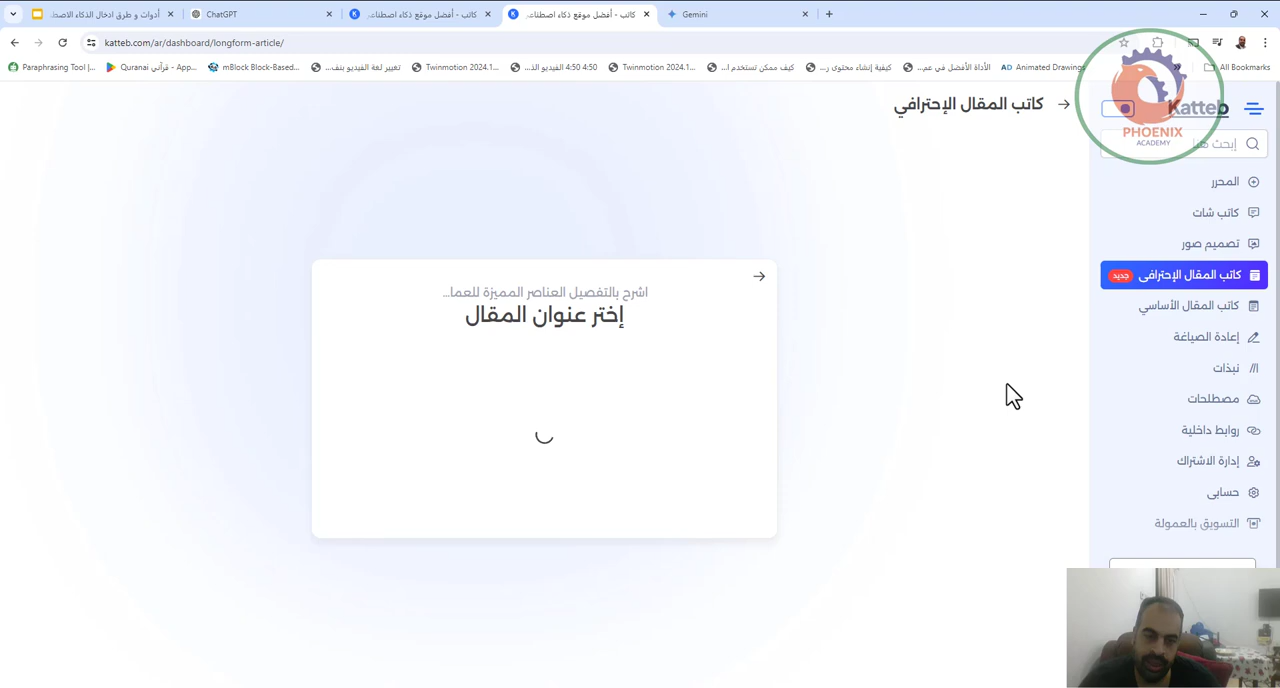 أدوات و طرق ادخال الذكاء الاصط
ChatGPT
كاتب - أفضل موقع ذكاء اصطناعي
كاتب - أفضل موقع ذكاء اصطناعي
Gemini
katteb.com/ar/dashboard/longform-article/
Paraphrasing Tool |...
Quranai - قرآني - App...
mBlock Block-Based...
تغيير لغة الفيديو بنف...
Twinmotion 2024.1...
4:50 4:50 الفيديو الذ...
Twinmotion 2024.1...
كيف ممكن تستخدم ا...
كيفية إنشاء محتوى ر...
الأداة الأفضل في عم...
Animated Drawings
All Bookmarks
كاتب المقال الإحترافي
Katteb
PHOENIX
ACADEMY
إبحث هنا
المحرر
كاتب شات
تصميم صور
كاتب المقال الإحترافي جديد
كاتب المقال الأساسي
إعادة الصياغة
نبذات
مصطلحات
روابط داخلية
إدارة الاشتراك
حسابي
التسويق بالعمولة
اشرح بالتفصيل العناصر المميزة للعما...
إختر عنوان المقال